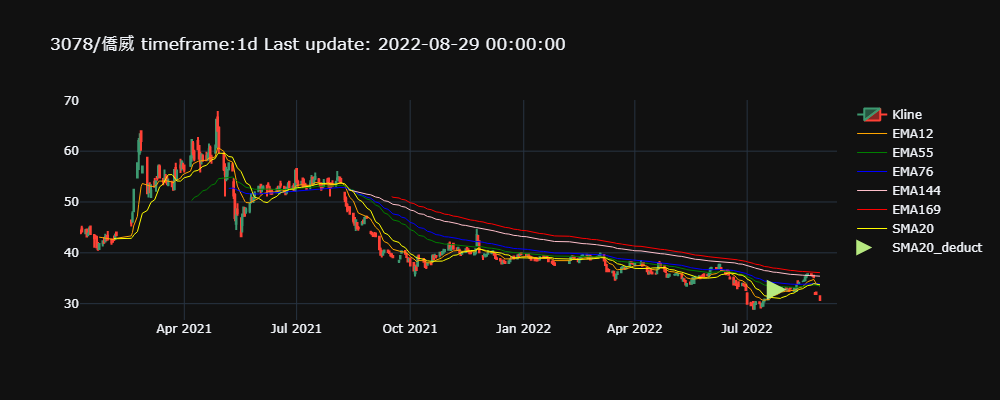 3078/僑威 timeframe:1d Last update: 2022-08-29 00:00:00
70
60
50
40
30
Apr 2021
Jul 2021
Oct 2021
Jan 2022
Apr 2022
Jul 2022
Kline
EMA12
EMA55
EMA76
EMA144
EMA169
SMA20
SMA20_deduct